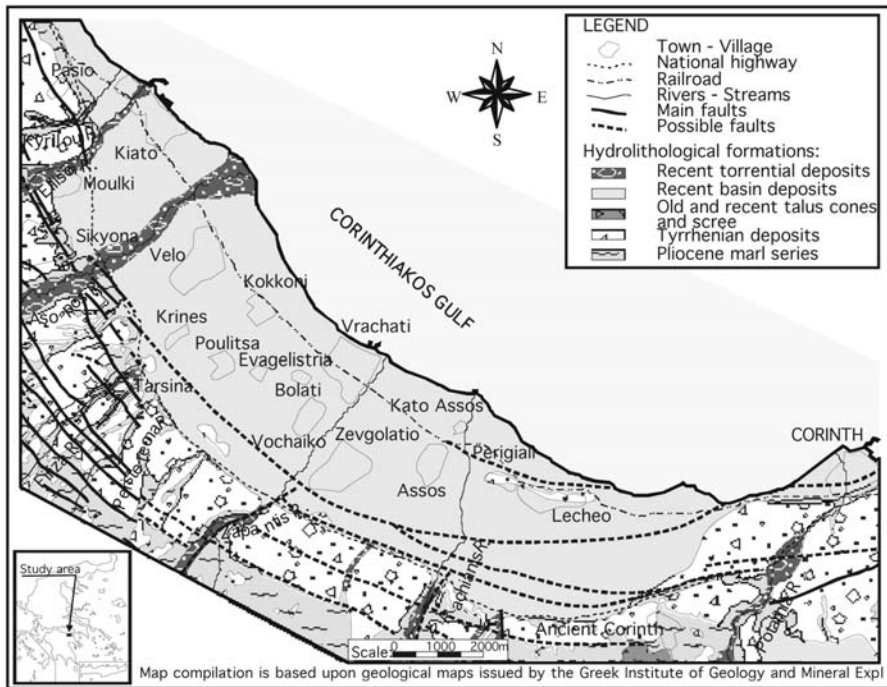 LEGEND
Town - Village
National highway
Railroad
Rivers - Streams
Main faults
Possible faults
Hydrolithological formations:
Recent torrential deposits
Recent basin deposits
Old and recent talus cones
and scree
Tyrrhenian deposits
Pliocene marl series
N
W
E
S
Pasio
Kyrillou R.
Kiato
Moulki
Sikyona
Velo
CORINTHIAKOS GULF
Kokkoni
Krines
Vrachati
Poulitsa
Evagelistria
Tarsina
Bolati
Kato Assos
Vochaiko
Zevgolatio
Perigiali
CORINTH
Assos
Lecheo
Ancient Corinth
Study area
Scale:
0
1000
2000m
Map compilation is based upon geological maps issued by the Greek Institute of Geology and Mineral Expl